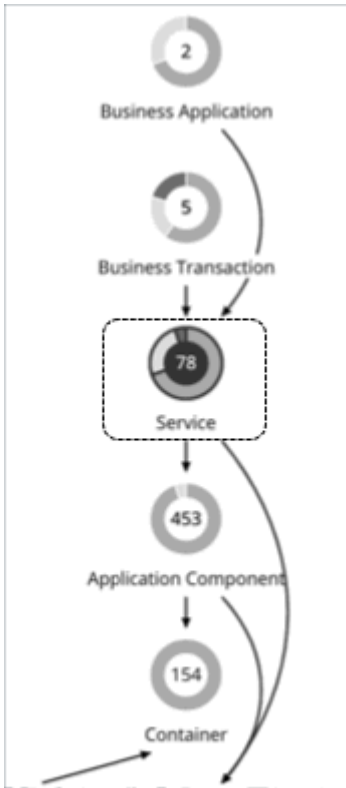 2
Business Application
5
Business Transaction
78
Service
453
Application Component
154
Container